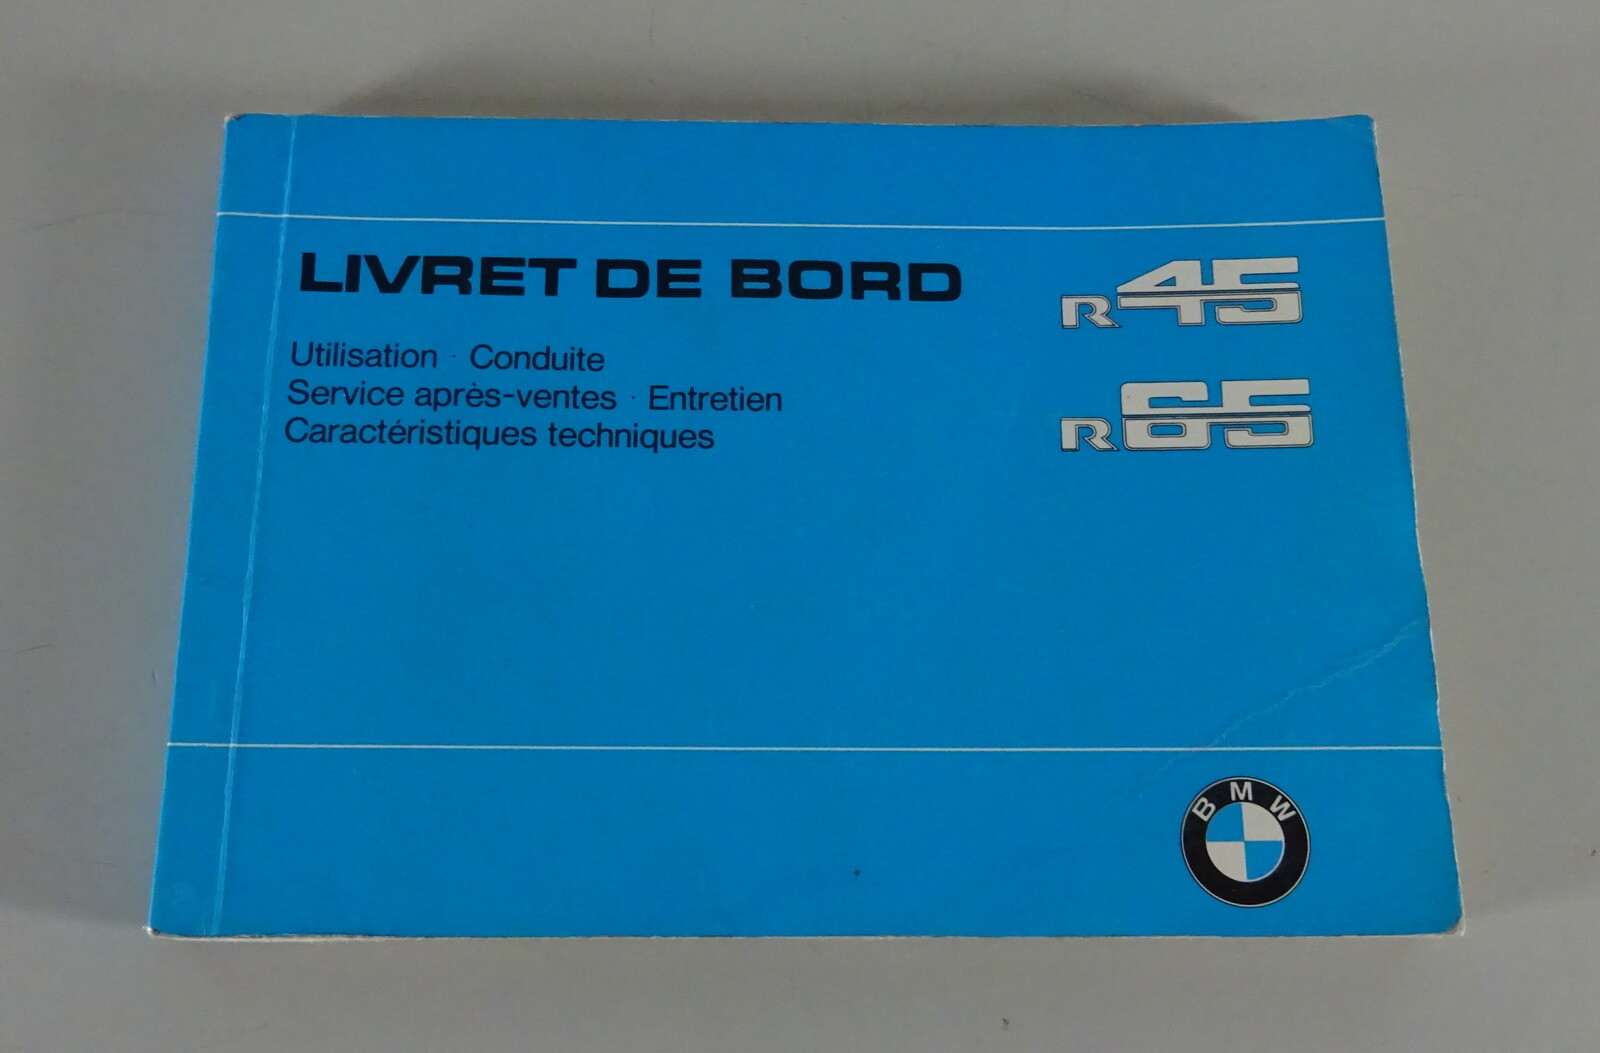 LIVRET DE BORD
Utilisation · Conduite
Service après-ventes · Entretien
Caractéristiques techniques
R45
R65
BMW